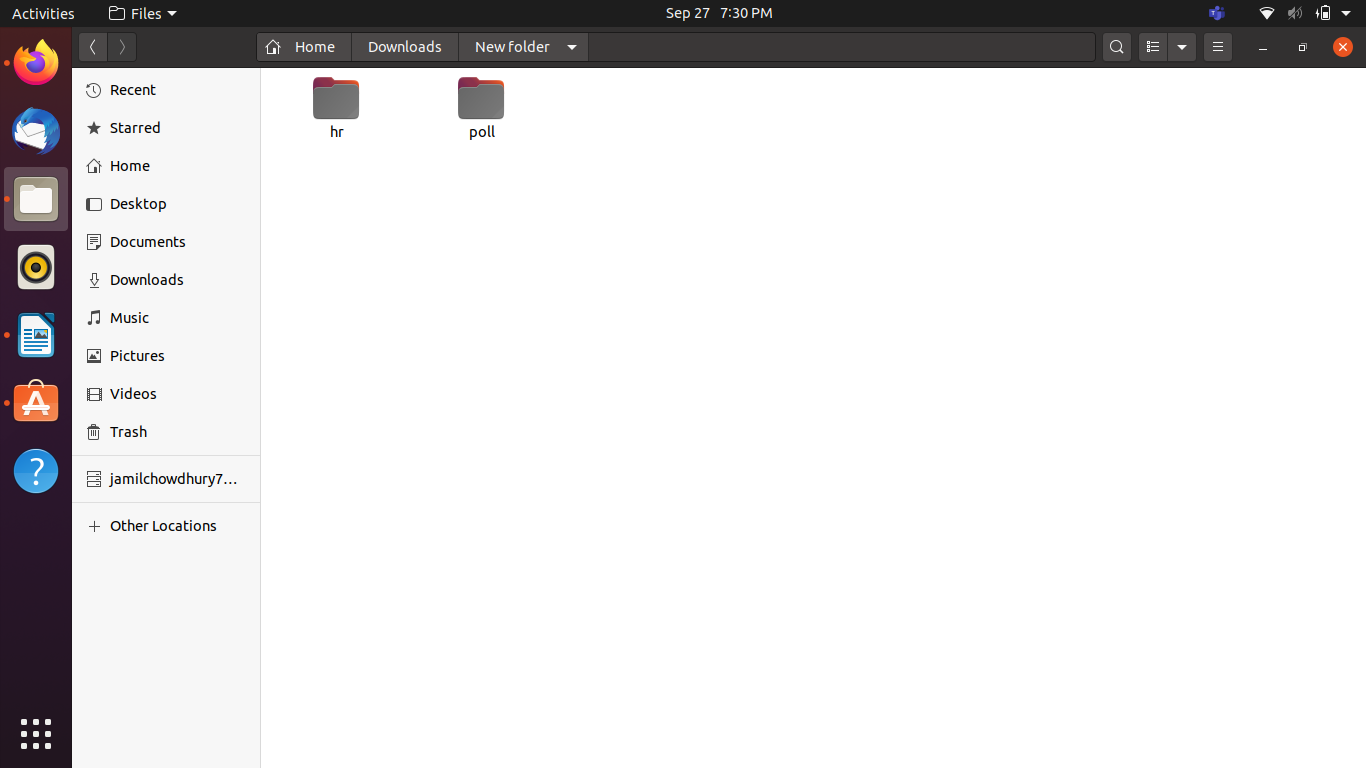 Activities
Files
Sep 27 7:30 PM
Home
Downloads
New folder
Recent
Starred
Home
Desktop
Documents
Downloads
Music
Pictures
Videos
Trash
jamilchowdhury7…
Other Locations
hr
poll